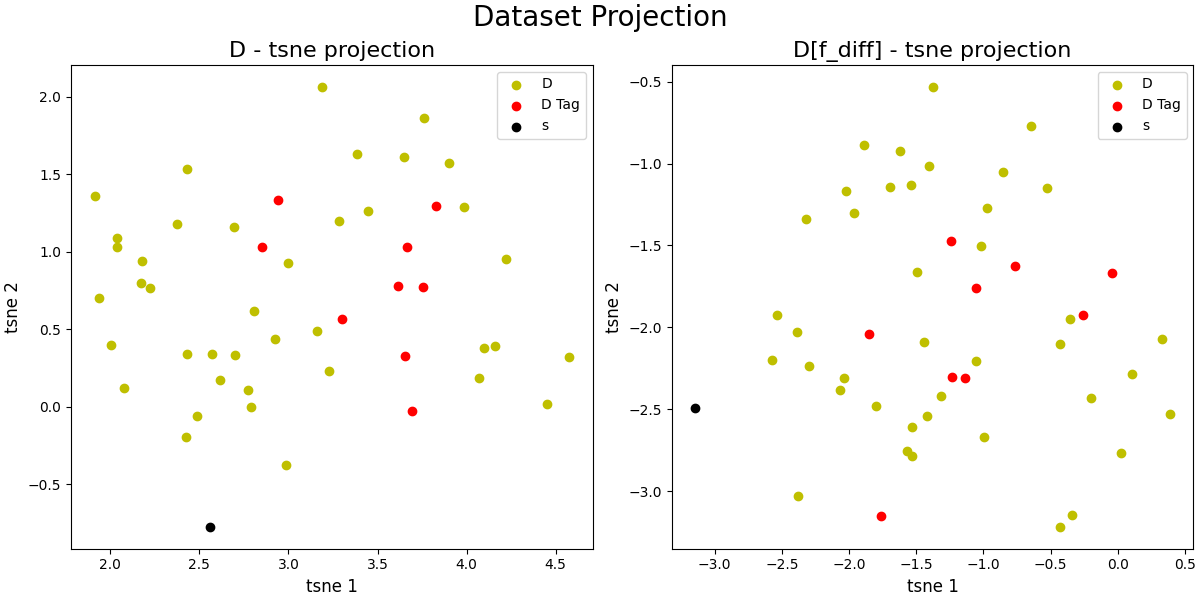 Dataset Projection
D - tsne projection
D
D Tag
s
2.0
1.5
1.0
0.5
0.0
−0.5
tsne 2
2.0 2.5 3.0 3.5 4.0 4.5
tsne 1
D[f_diff] - tsne projection
D
D Tag
s
−0.5
−1.0
−1.5
−2.0
−2.5
−3.0
tsne 2
−3.0 −2.5 −2.0 −1.5 −1.0 −0.5 0.0 0.5
tsne 1